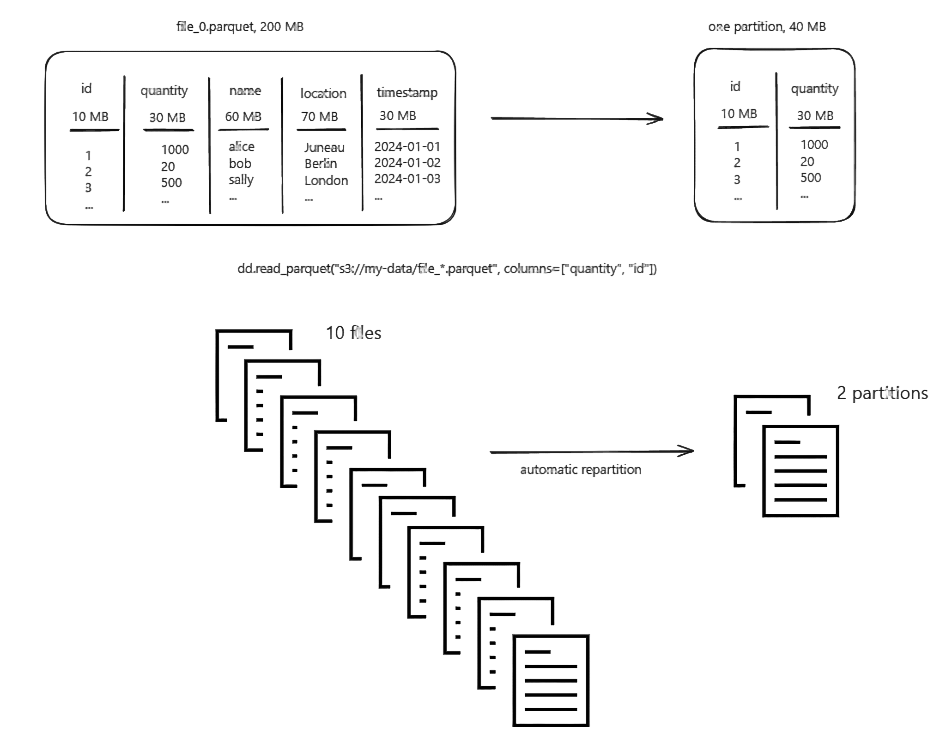 file_0.parquet, 200 MB
one partition, 40 MB
id quantity name location timestamp
10 MB 30 MB 60 MB 70 MB 30 MB
1 1000 alice Juneau 2024-01-01
2 20 bob Berlin 2024-01-02
3 500 sally London 2024-01-03
... ... ... ... ...
id quantity
10 MB 30 MB
1 1000
2 20
3 500
... ...
dd.read_parquet("s3://my-data/file_*.parquet", columns=["quantity", "id"])
10 files
2 partitions
automatic repartition